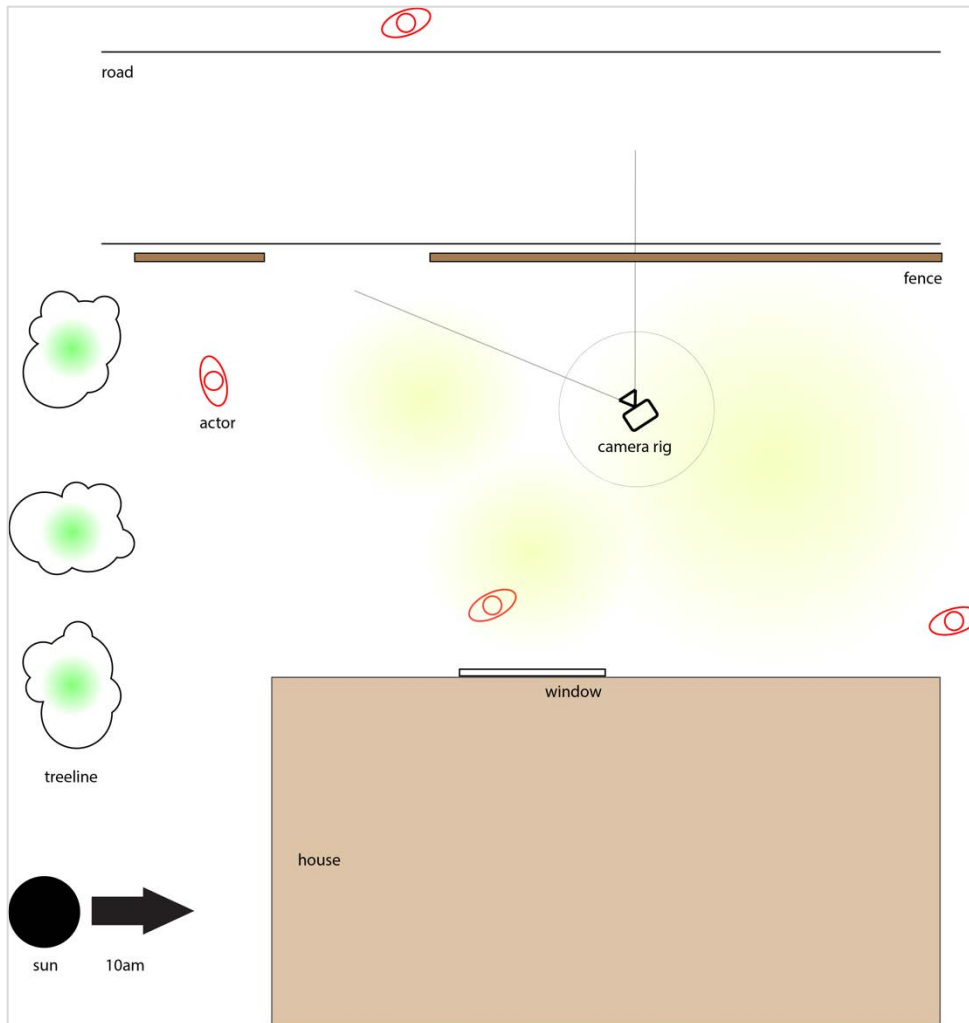 road
fence
actor
camera rig
window
treeline
house
sun
10am